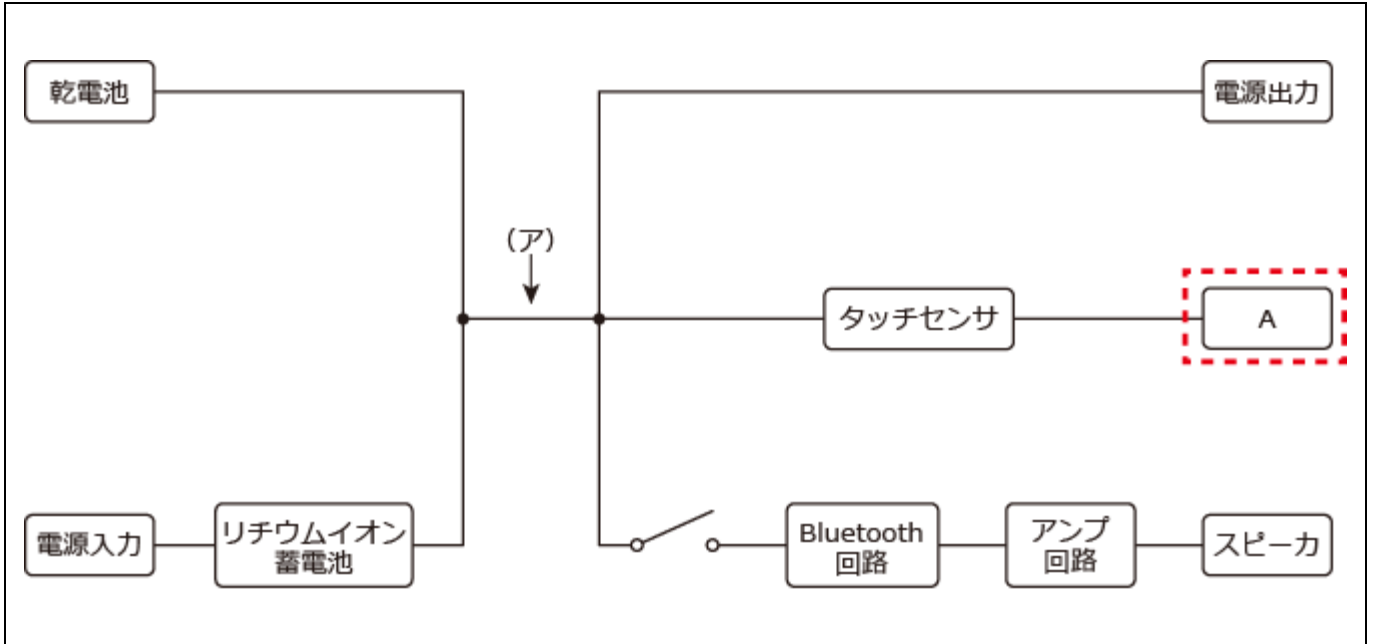 乾電池
電源出力
(ア)
タッチセンサ
A
電源入力
リチウムイオン
蓄電池
Bluetooth
回路
アンプ
回路
スピーカ